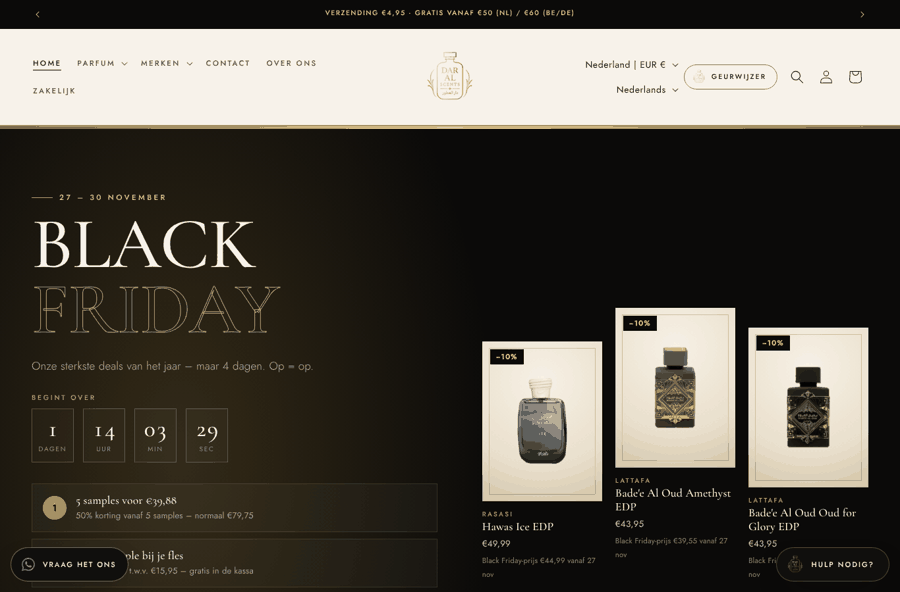 VERZENDING €4,95 - GRATIS VANAF €50 (NL) / €60 (BE/DE)
HOME PARFUM MERKEN CONTACT OVER ONS
ZAKELIJK
DAR
AL
SCENTS
Nederland | EUR €
Nederlands
GEURWIJZER
27 – 30 NOVEMBER
BLACK
FRIDAY
Onze sterkste deals van het jaar – maar 4 dagen. Op = op.
BEGINT OVER
1 14 03 29
DAGEN UUR MIN SEC
1
5 samples voor €39,88
50% korting vanaf 5 samples – normaal €79,75
ple bij je fles
t.w.v. €15,95 – gratis in de kassa
VRAAG HET ONS
−10%
RASASI
Hawas Ice EDP
€49,99
Black Friday-prijs €44,99 vanaf 27
nov
−10%
LATTAFA
Bade'e Al Oud Amethyst
EDP
€43,95
Black Friday-prijs €39,55 vanaf 27
nov
−10%
LATTAFA
Bade'e Al Oud Oud for
Glory EDP
€43,95
Black Fri
nov
HULP NODIG?